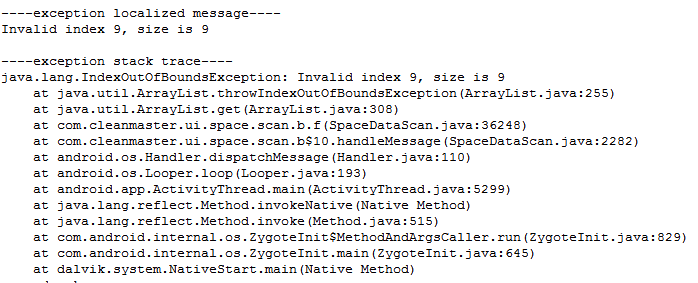 ----exception localized message----
Invalid index 9, size is 9
----exception stack trace----
java.lang.IndexOutOfBoundsException: Invalid index 9, size is 9
at java.util.ArrayList.throwIndexOutOfBoundsException(ArrayList.java:255)
at java.util.ArrayList.get(ArrayList.java:308)
at com.cleanmaster.ui.space.scan.b.f(SpaceDataScan.java:36248)
at com.cleanmaster.ui.space.scan.b$10.handleMessage(SpaceDataScan.java:2282)
at android.os.Handler.dispatchMessage(Handler.java:110)
at android.os.Looper.loop(Looper.java:193)
at android.app.ActivityThread.main(ActivityThread.java:5299)
at java.lang.reflect.Method.invokeNative(Native Method)
at java.lang.reflect.Method.invoke(Method.java:515)
at com.android.internal.os.ZygoteInit$MethodAndArgsCaller.run(ZygoteInit.java:829)
at com.android.internal.os.ZygoteInit.main(ZygoteInit.java:645)
at dalvik.system.NativeStart.main(Native Method)